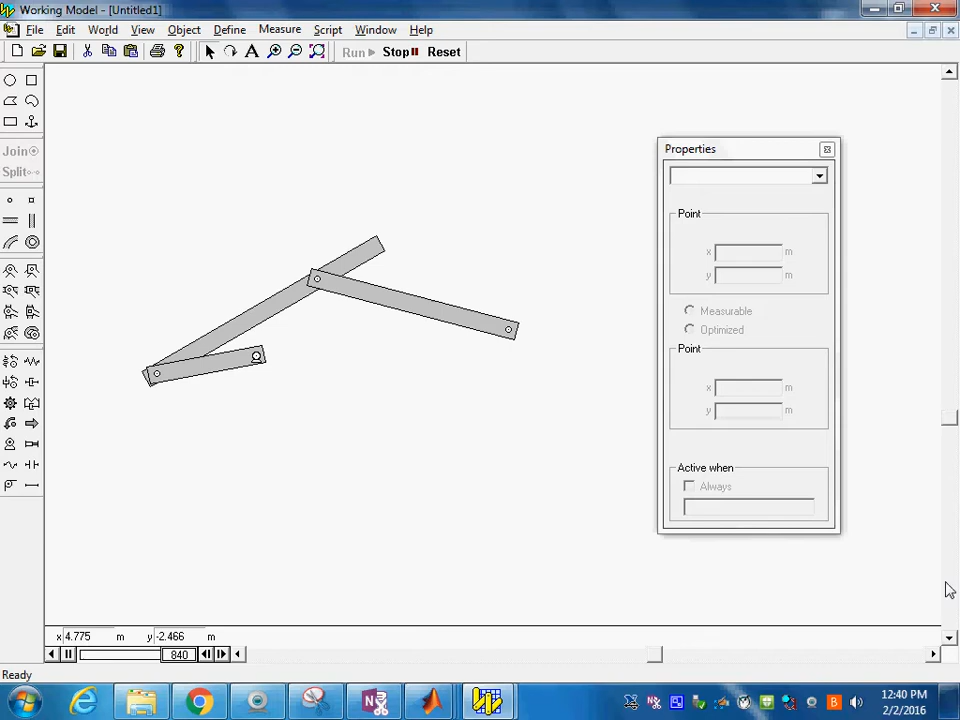 Working Model - [Untitled1]
File Edit World View Object Define Measure Script Window Help
Run Stop Reset
Join
Split
Properties
Point
x m
y m
Measurable
Optimized
Point
x m
y m
Active when
Always
x 4.775 m y -2.466 m
840
Ready
12:40 PM
2/2/2016